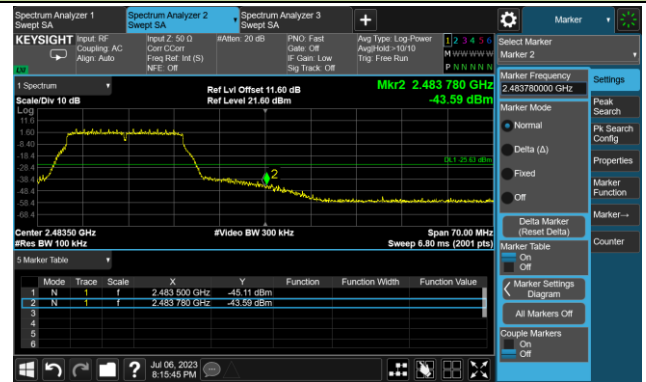 Spectrum Analyzer 1
Swept SA
Spectrum Analyzer 2
Swept SA
Spectrum Analyzer 3
Swept SA
+
Marker
KEYSIGHT
Input: RF
Coupling: AC
Align: Auto
Input Z: 50 Ω
Corr CCorr
Freq Ref: Int (S)
NFE: Off
#Atten: 20 dB
PNO: Fast
Gate: Off
IF Gain: Low
Sig Track: Off
Avg Type: Log-Power
Avg|Hold:>10/10
Trig: Free Run
1 2 3 4 5 6
M W W W W W
P N N N N N
Select Marker
Marker 2
1 Spectrum
Scale/Div 10 dB
Ref Lvl Offset 11.60 dB
Ref Level 21.60 dBm
Mkr2 2.483 780 GHz
-43.59 dBm
Log
11.6
1.60
-8.40
-18.4
-28.4
-38.4
-48.4
-58.4
-68.4
DL1 -25.63 dBm
2
Center 2.48350 GHz
#Res BW 100 kHz
#Video BW 300 kHz
Span 70.00 MHz
Sweep 6.80 ms (2001 pts)
5 Marker Table
Mode Trace Scale X Y Function Function Width Function Value
1 N 1 f 2.483 500 GHz -45.11 dBm
2 N 1 f 2.483 780 GHz -43.59 dBm
3
4
5
6
Marker Frequency
2.483780000 GHz
Marker Mode
Normal
Delta (Δ)
Fixed
Off
Delta Marker
(Reset Delta)
Marker Table
On
Off
Marker Settings
Diagram
All Markers Off
Couple Markers
On
Off
Settings
Peak
Search
Pk Search
Config
Properties
Marker
Function
Marker→
Counter
?
Jul 06, 2023
8:15:45 PM